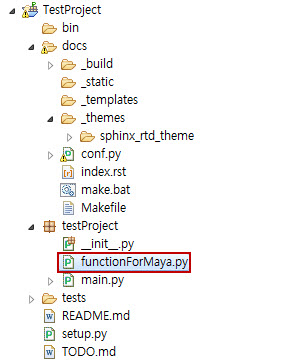 TestProject
bin
docs
_build
_static
_templates
_themes
sphinx_rtd_theme
conf.py
index.rst
make.bat
Makefile
testProject
__init__.py
functionForMaya.py
main.py
tests
README.md
setup.py
TODO.md